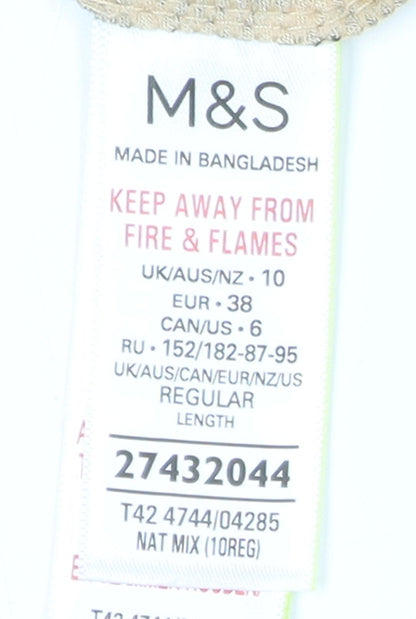 M&S
MADE IN BANGLADESH
KEEP AWAY FROM
FIRE & FLAMES
UK/AUS/NZ • 10
EUR • 38
CAN/US • 6
RU • 152/182-87-95
UK/AUS/CAN/EUR/NZ/US
REGULAR
LENGTH
27432044
T42 4744/04285
NAT MIX (10REG)